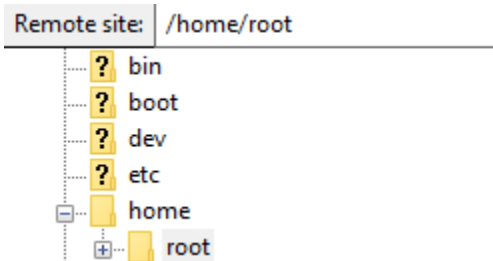 Remote site: /home/root
? bin
? boot
? dev
? etc
home
root